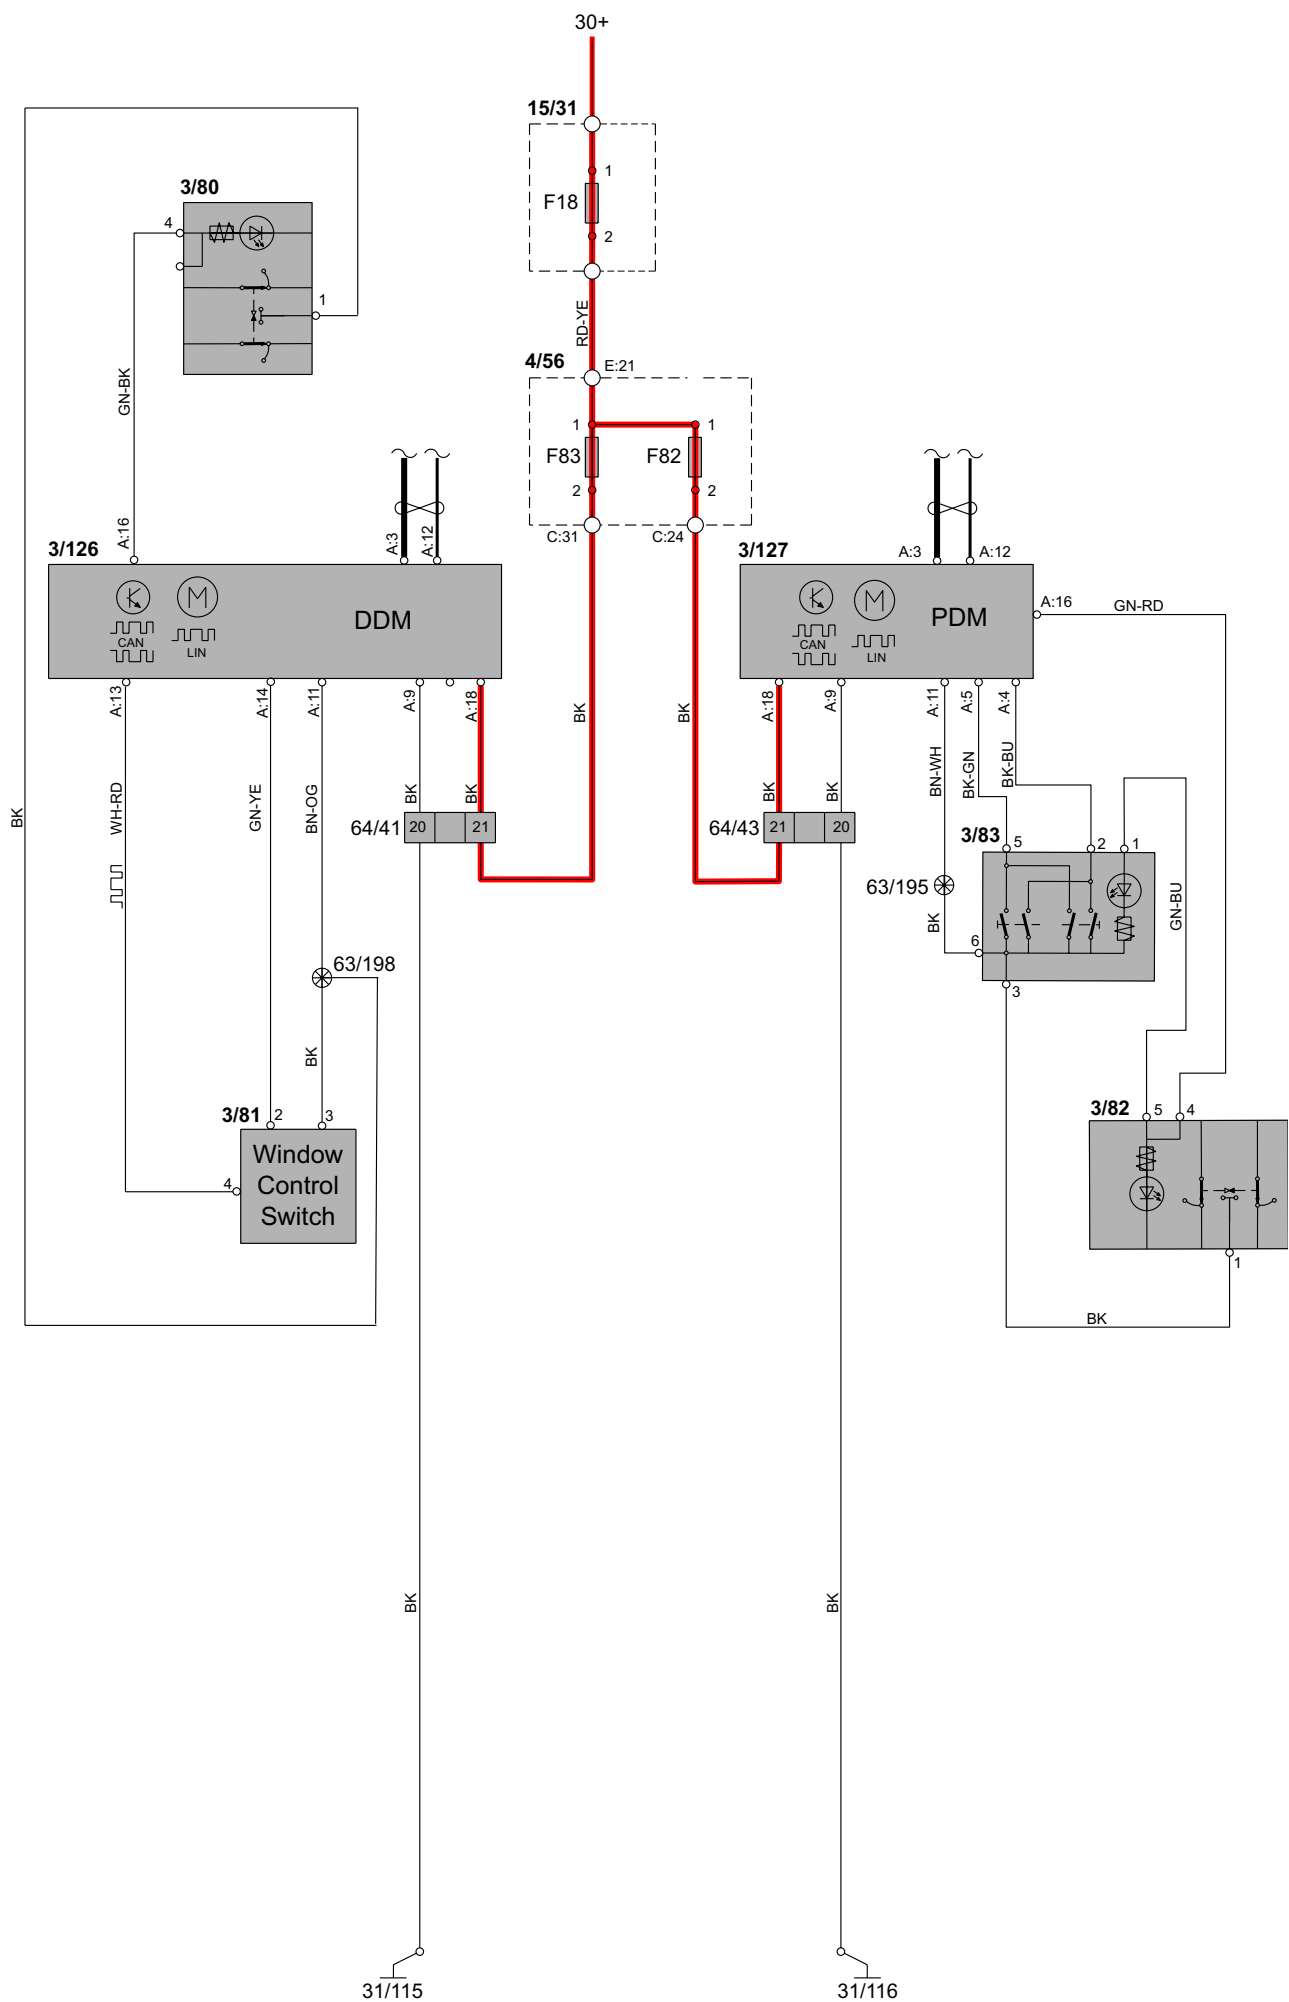 30+
15/31
1
F18
2
3/80
4
1
RD-YE
4/56
E:21
GN-BK
1
1
F83
F82
2
2
C:31
C:24
A:16
A:3
A:12
A:3
A:12
3/126
3/127
DDM
CAN
LIN
PDM
CAN
LIN
A:16
GN-RD
A:13
A:14
A:11
A:9
A:18
BK
BK
A:18
A:9
A:11
A:5
A:4
BK
WH-RD
GN-YE
BN-OG
BK
BK
BK
BK
BN-WH
BK-GN
BK-BU
64/41
20
21
64/43
21
20
3/83
5
2
1
63/195
BK
GN-BU
6
3
63/198
BK
3/81
2
3
Window
Control
Switch
4
3/82
5
4
1
BK
BK
BK
31/115
31/116